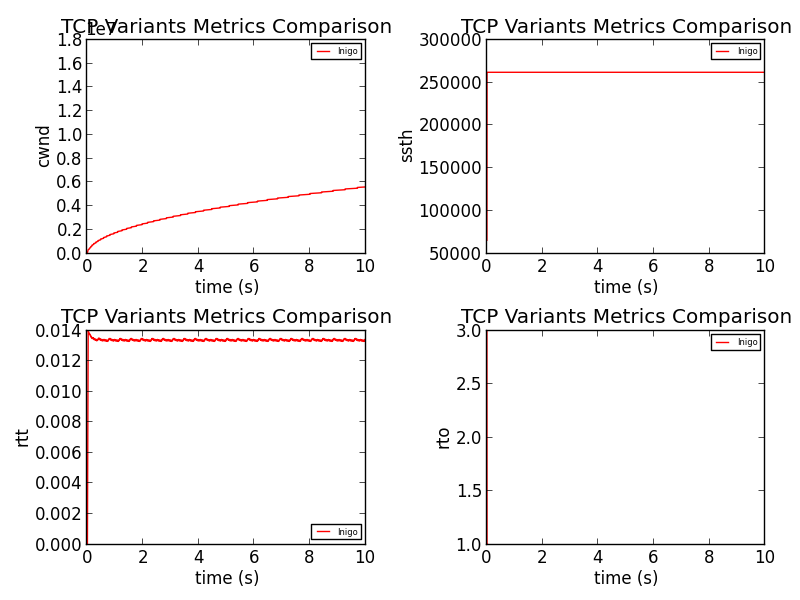 TCP Variants Metrics Comparison
1e7
1.8
1.6
1.4
1.2
1.0
0.8
0.6
0.4
0.2
0.0
cwnd
Inigo
0 2 4 6 8 10
time (s)
TCP Variants Metrics Comparison
300000
250000
200000
150000
100000
50000
ssth
Inigo
0 2 4 6 8 10
time (s)
TCP Variants Metrics Comparison
0.014
0.012
0.010
0.008
0.006
0.004
0.002
0.000
rtt
Inigo
0 2 4 6 8 10
time (s)
TCP Variants Metrics Comparison
3.0
2.5
2.0
1.5
1.0
rto
Inigo
0 2 4 6 8 10
time (s)